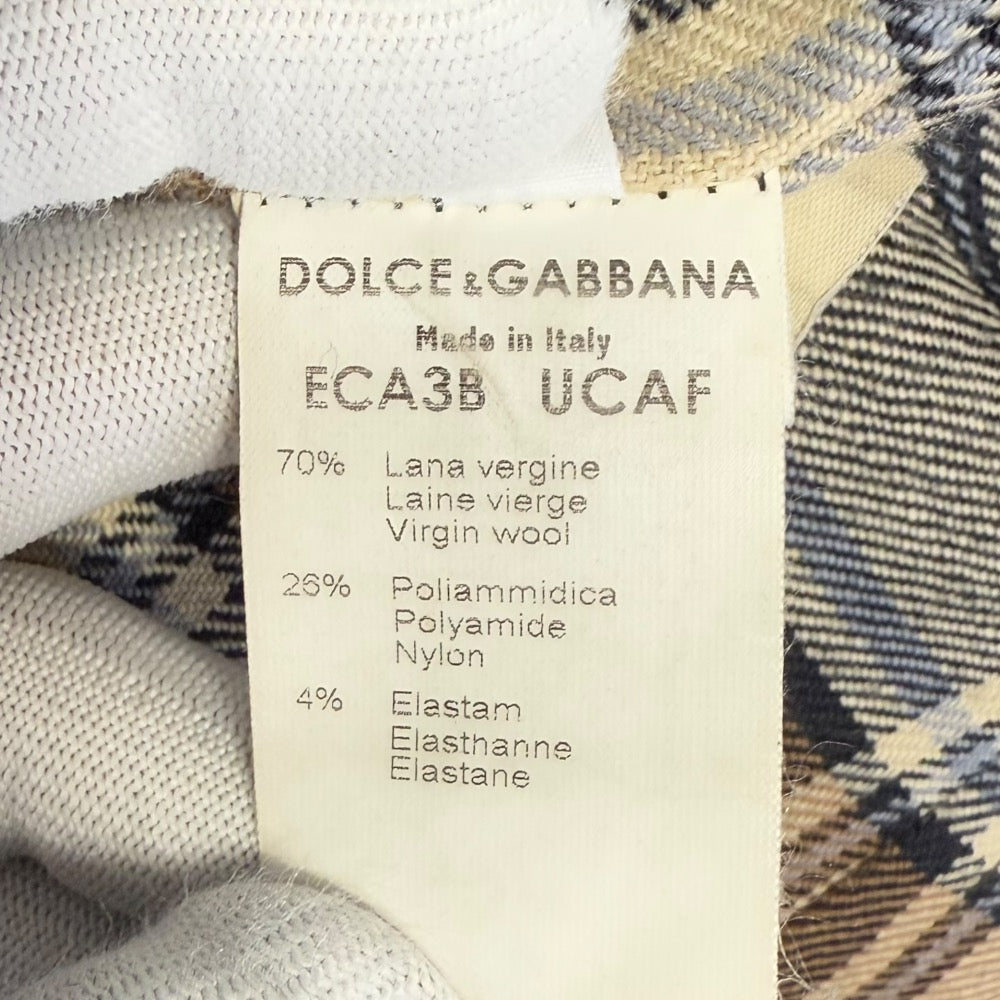 DOLCE&GABBANA
Made in Italy
ECA3B UCAF
70% Lana vergine
Laine vierge
Virgin wool
26% Poliammidica
Polyamide
Nylon
4% Elastam
Elasthanne
Elastane